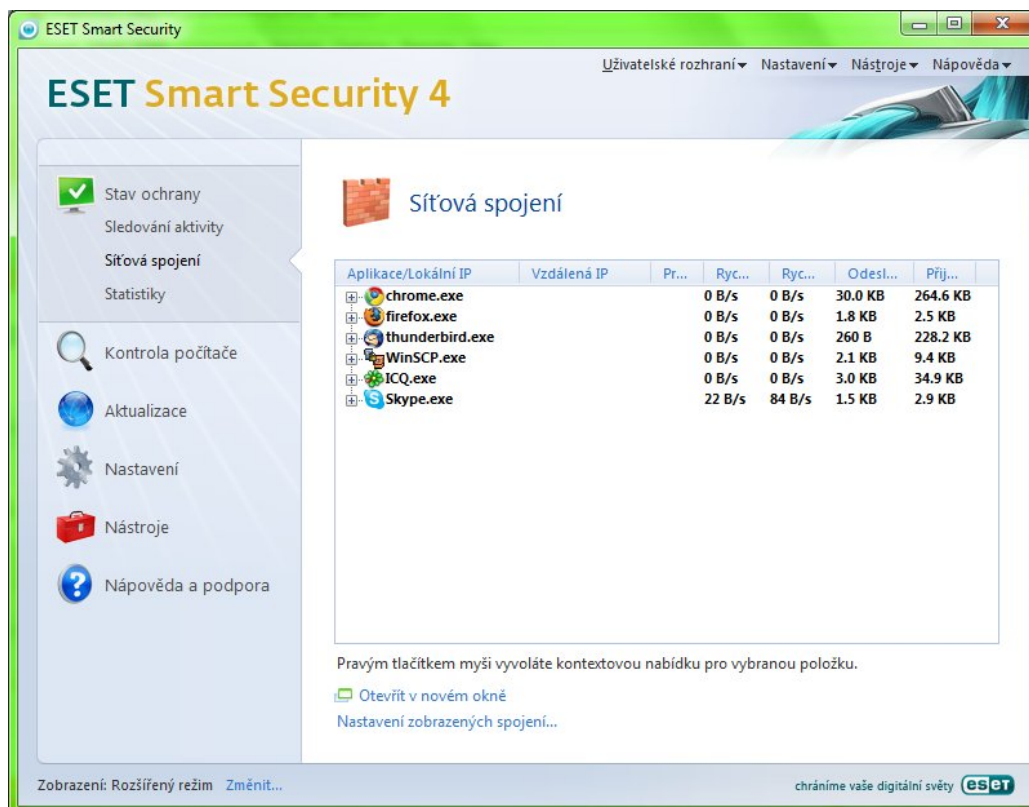 ESET Smart Security
Uživatelské rozhraní Nastavení Nástroje Nápověda
ESET Smart Security 4
Stav ochrany
Sledování aktivity
Síťová spojení
Statistiky
Kontrola počítače
Aktualizace
Nastavení
Nástroje
Nápověda a podpora
Síťová spojení
Aplikace/Lokální IP Vzdálená IP Pr... Ryc... Ryc... Odesl... Přij...
chrome.exe 0 B/s 0 B/s 30.0 KB 264.6 KB
firefox.exe 0 B/s 0 B/s 1.8 KB 2.5 KB
thunderbird.exe 0 B/s 0 B/s 260 B 228.2 KB
WinSCP.exe 0 B/s 0 B/s 2.1 KB 9.4 KB
ICQ.exe 0 B/s 0 B/s 3.0 KB 34.9 KB
Skype.exe 22 B/s 84 B/s 1.5 KB 2.9 KB
Pravým tlačítkem myši vyvoláte kontextovou nabídku pro vybranou položku.
Otevřít v novém okně
Nastavení zobrazených spojení...
Zobrazení: Rozšířený režim Změnit...
chráníme vaše digitální světy eset